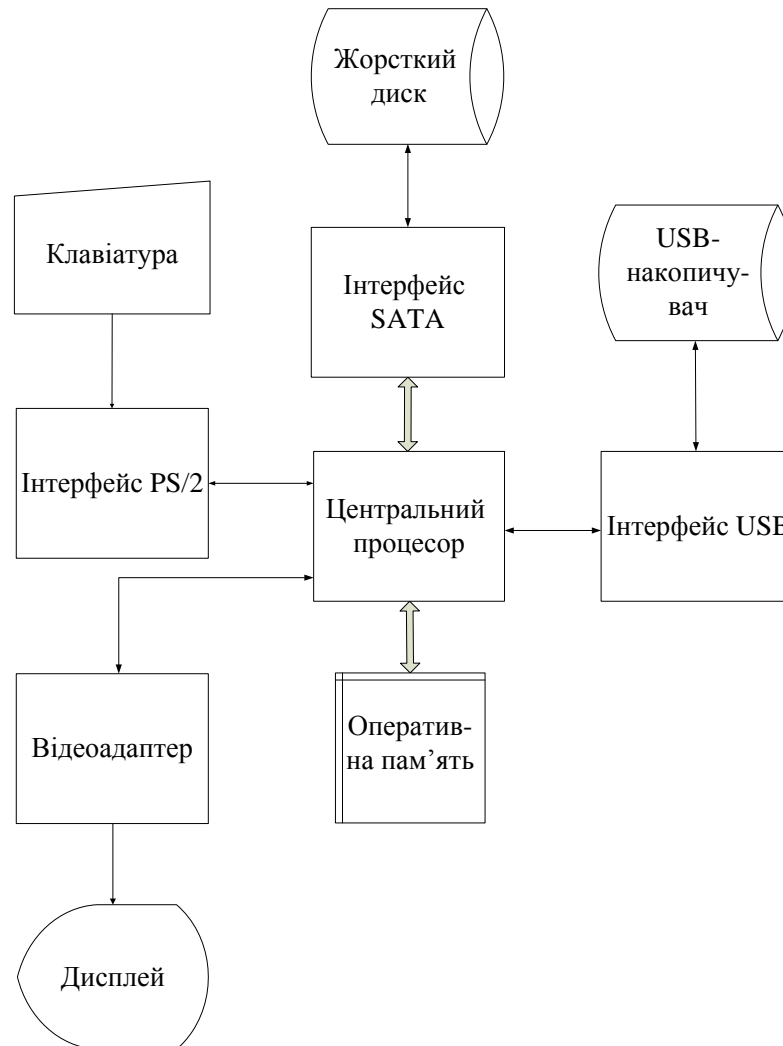 Жорсткий
диск
Клавіатура
USB-
накопичу-
вач
Інтерфейс
SATA
Інтерфейс PS/2
Центральний
процесор
Інтерфейс USB
Відеоадаптер
Оператив-
на пам’ять
Дисплей